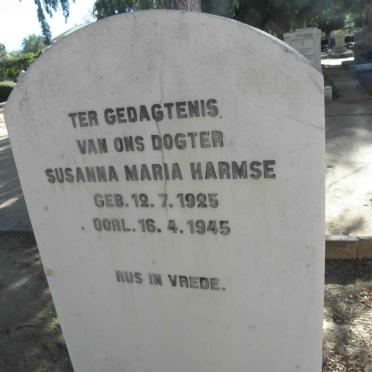 TER GEDAGTENIS
VAN ONS DOGTER
SUSANNA MARIA HARMSE
GEB. 12. 7. 1925
OORL. 16. 4. 1945
RUS IN VREDE.